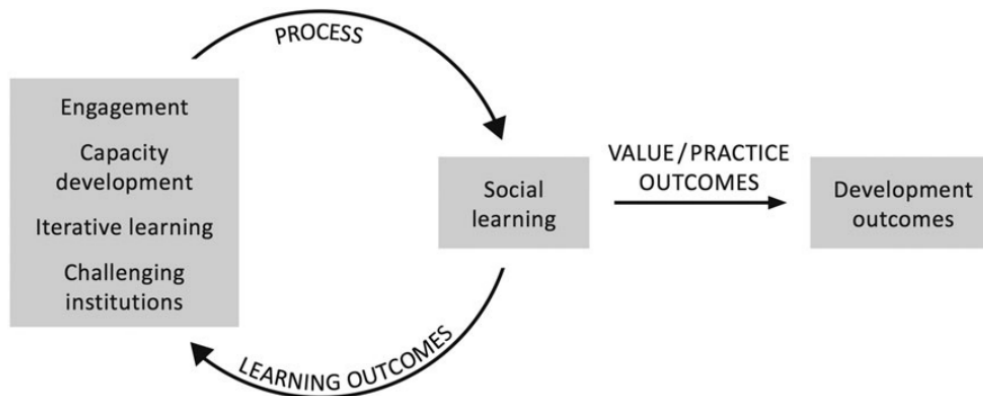 PROCESS
Engagement
Capacity
development
Iterative learning
Challenging
institutions
Social
learning
VALUE/PRACTICE
OUTCOMES
Development
outcomes
LEARNING OUTCOMES